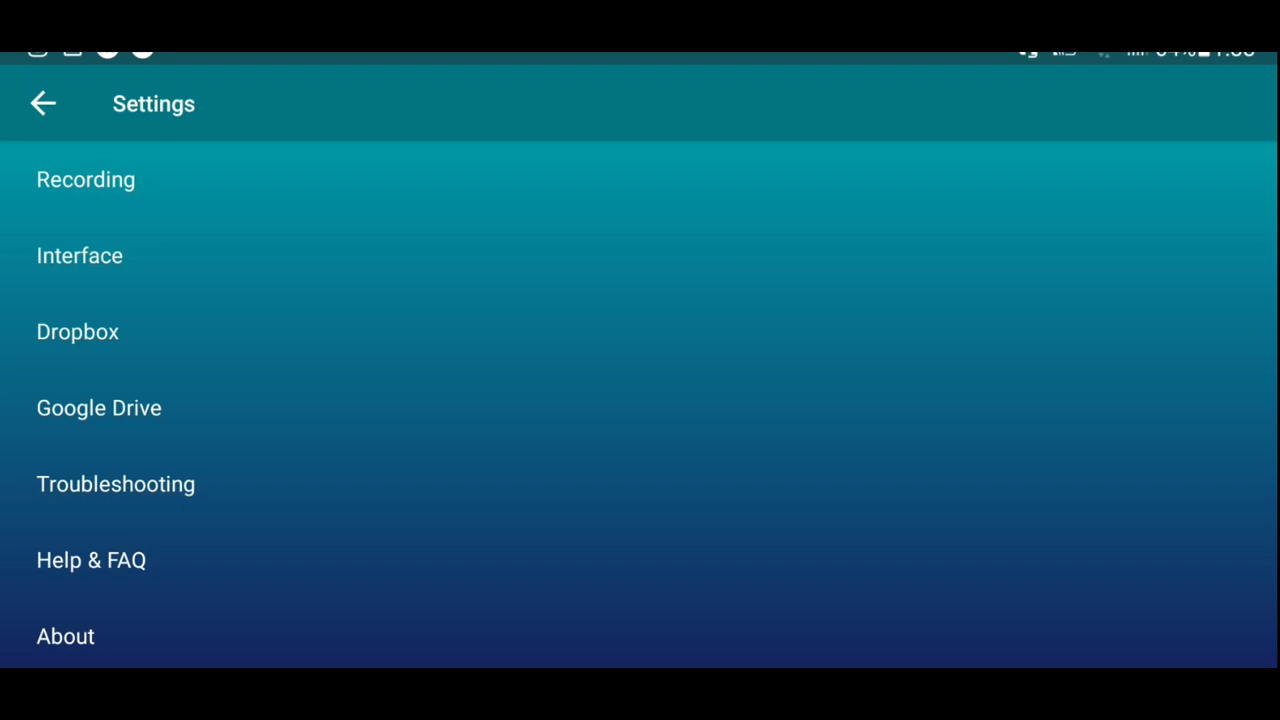 Settings
Recording
Interface
Dropbox
Google Drive
Troubleshooting
Help & FAQ
About